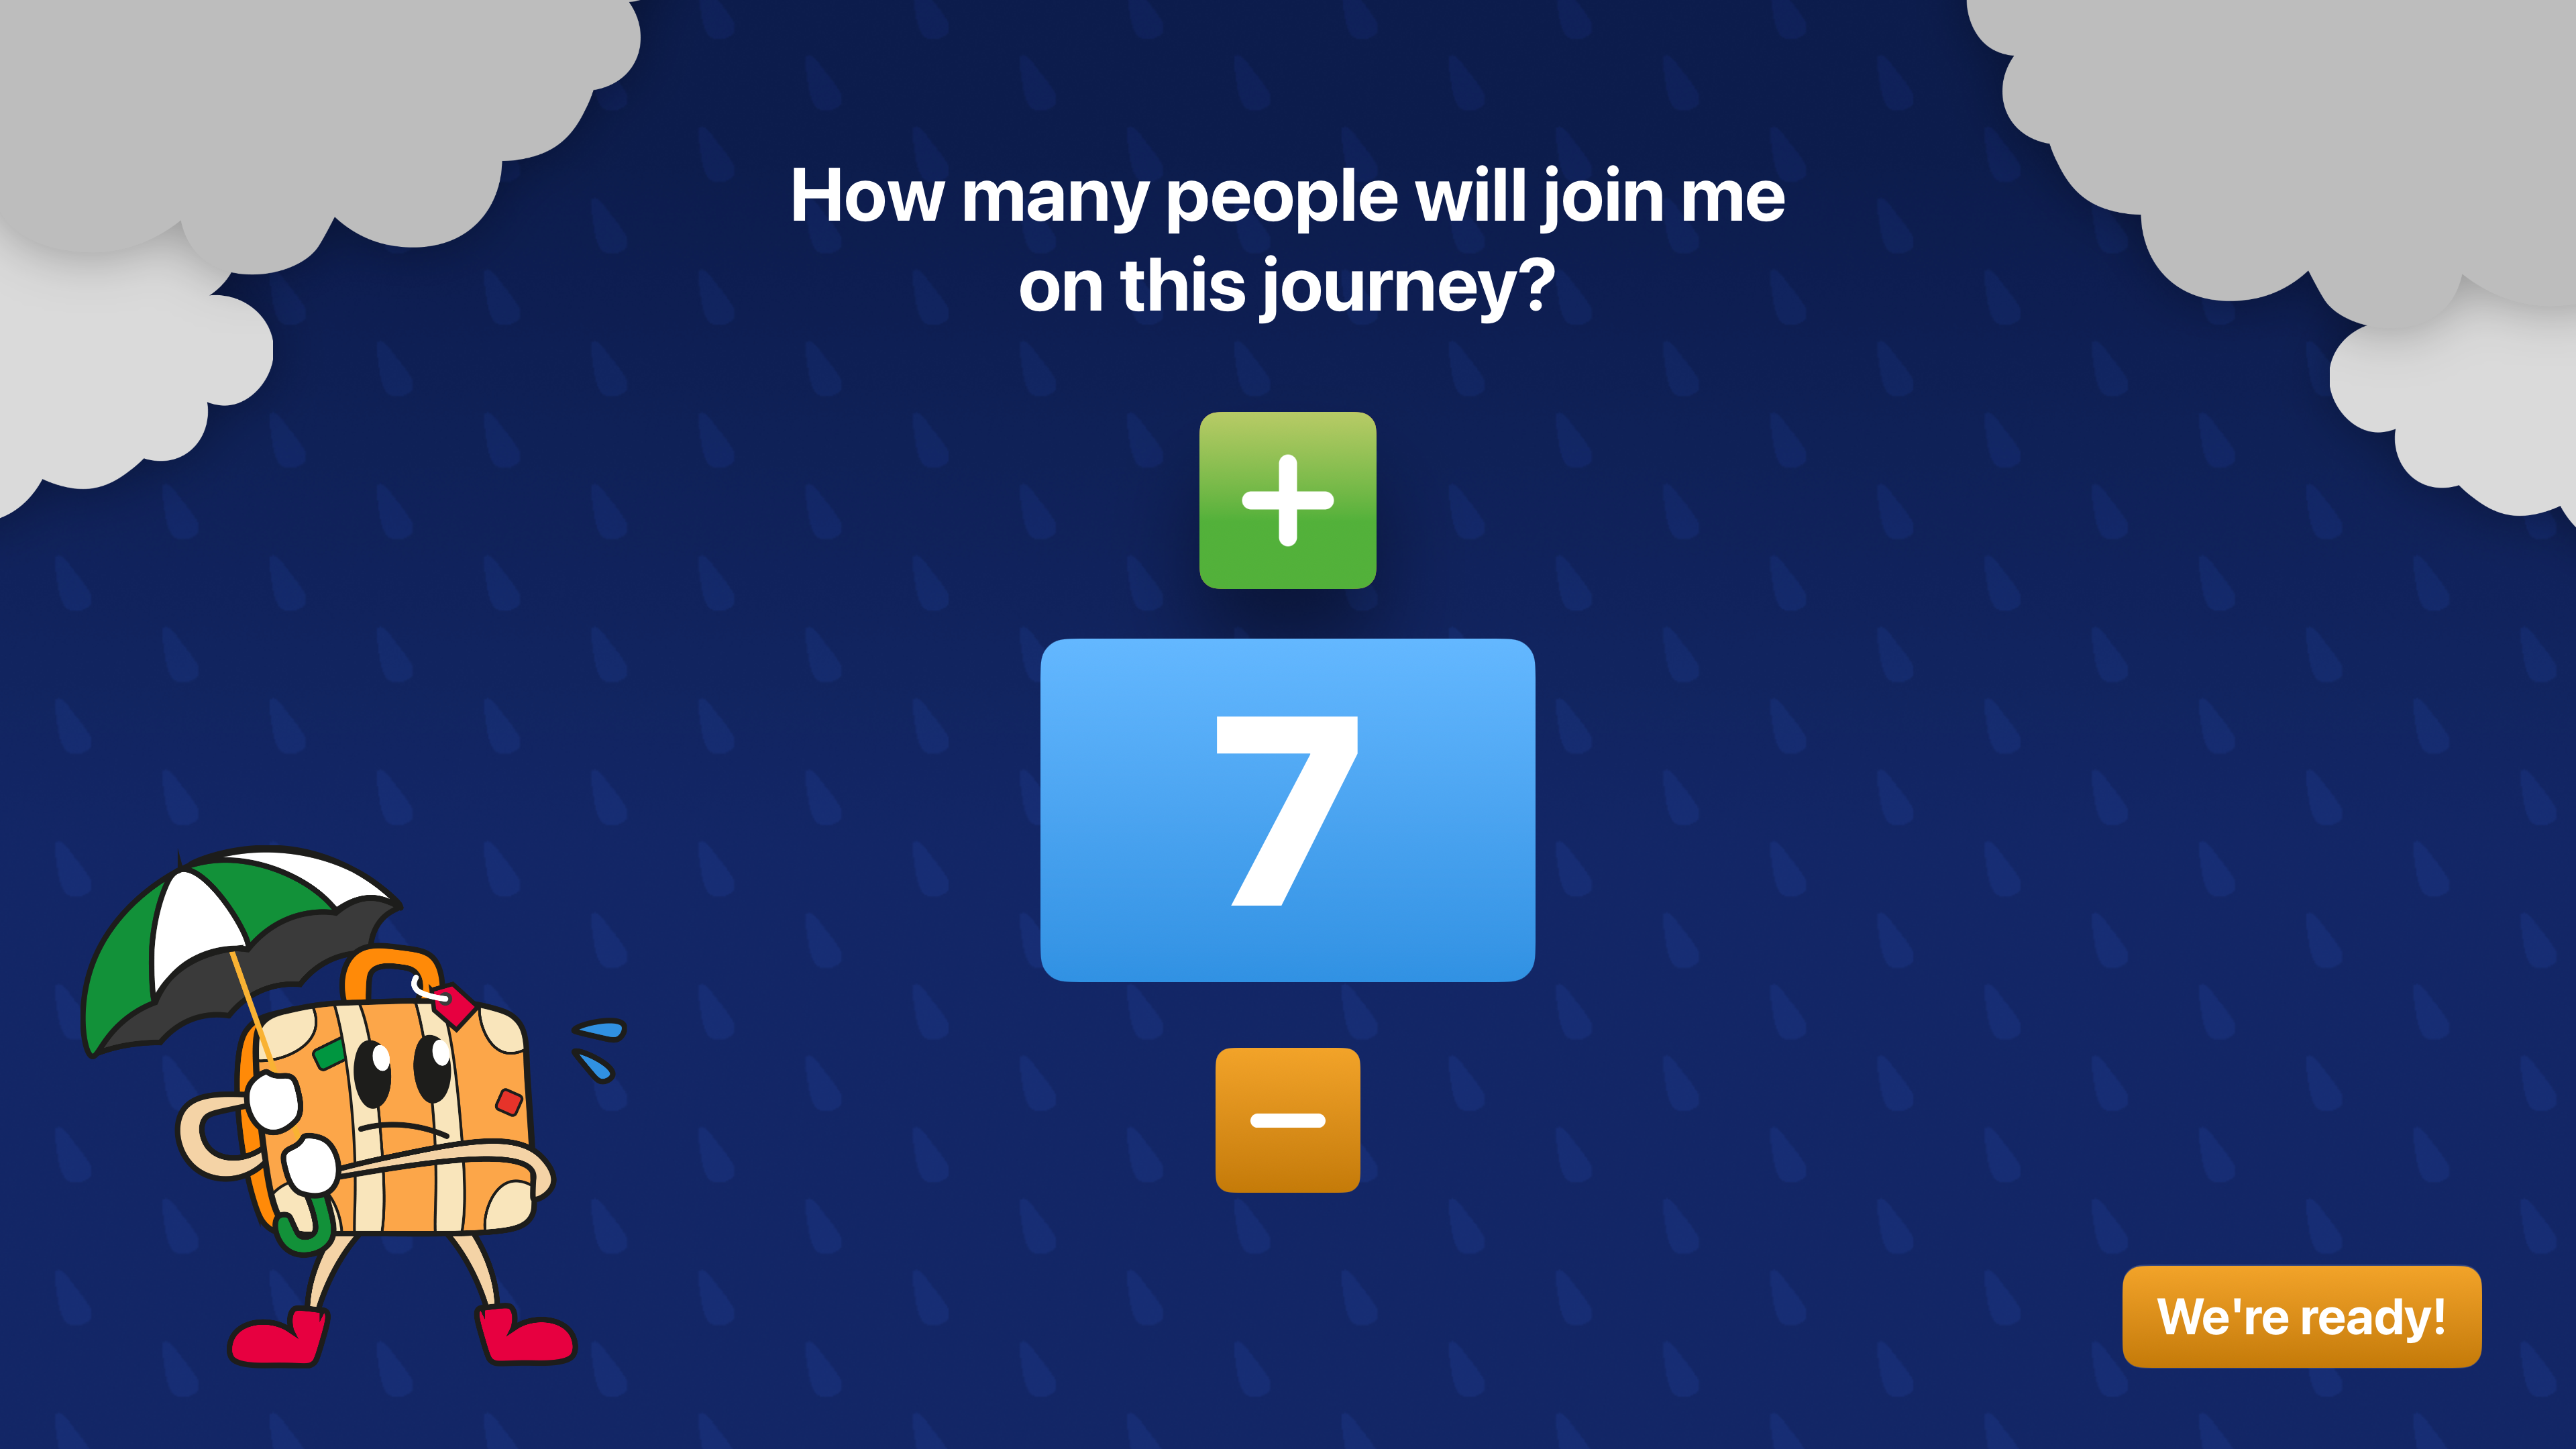 How many people will join me
on this journey?
+
7
−
We're ready!